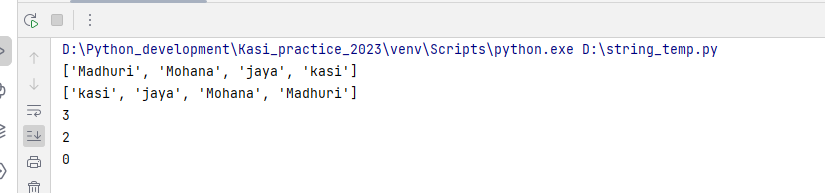 D:\Python_development\Kasi_practice_2023\venv\Scripts\python.exe D:\string_temp.py
['Madhuri', 'Mohana', 'jaya', 'kasi']
['kasi', 'jaya', 'Mohana', 'Madhuri']
3
2
0